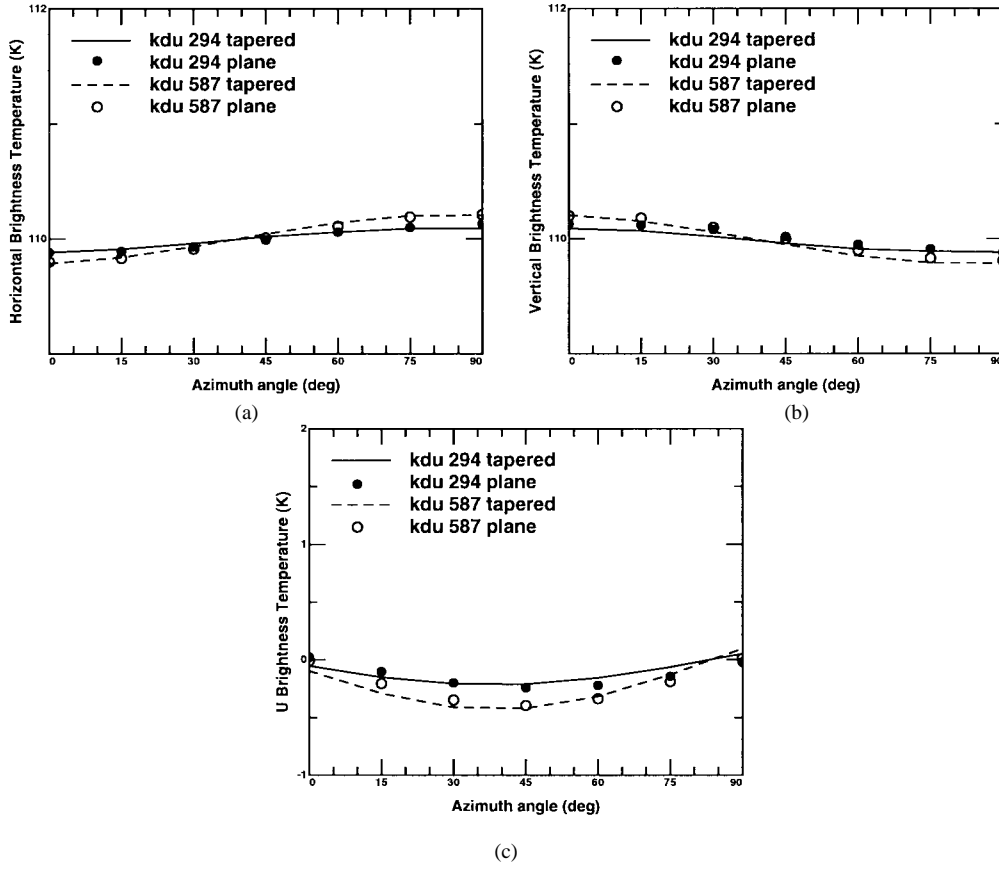 112
110
Horizontal Brightness Temperature (K)
kdu 294 tapered
kdu 294 plane
kdu 587 tapered
kdu 587 plane
0 15 30 45 60 75 90
Azimuth angle (deg)
(a)
112
110
Vertical Brightness Temperature (K)
kdu 294 tapered
kdu 294 plane
kdu 587 tapered
kdu 587 plane
0 15 30 45 60 75 90
Azimuth angle (deg)
(b)
2
1
0
-1
U Brightness Temperature (K)
kdu 294 tapered
kdu 294 plane
kdu 587 tapered
kdu 587 plane
0 15 30 45 60 75 90
Azimuth angle (deg)
(c)